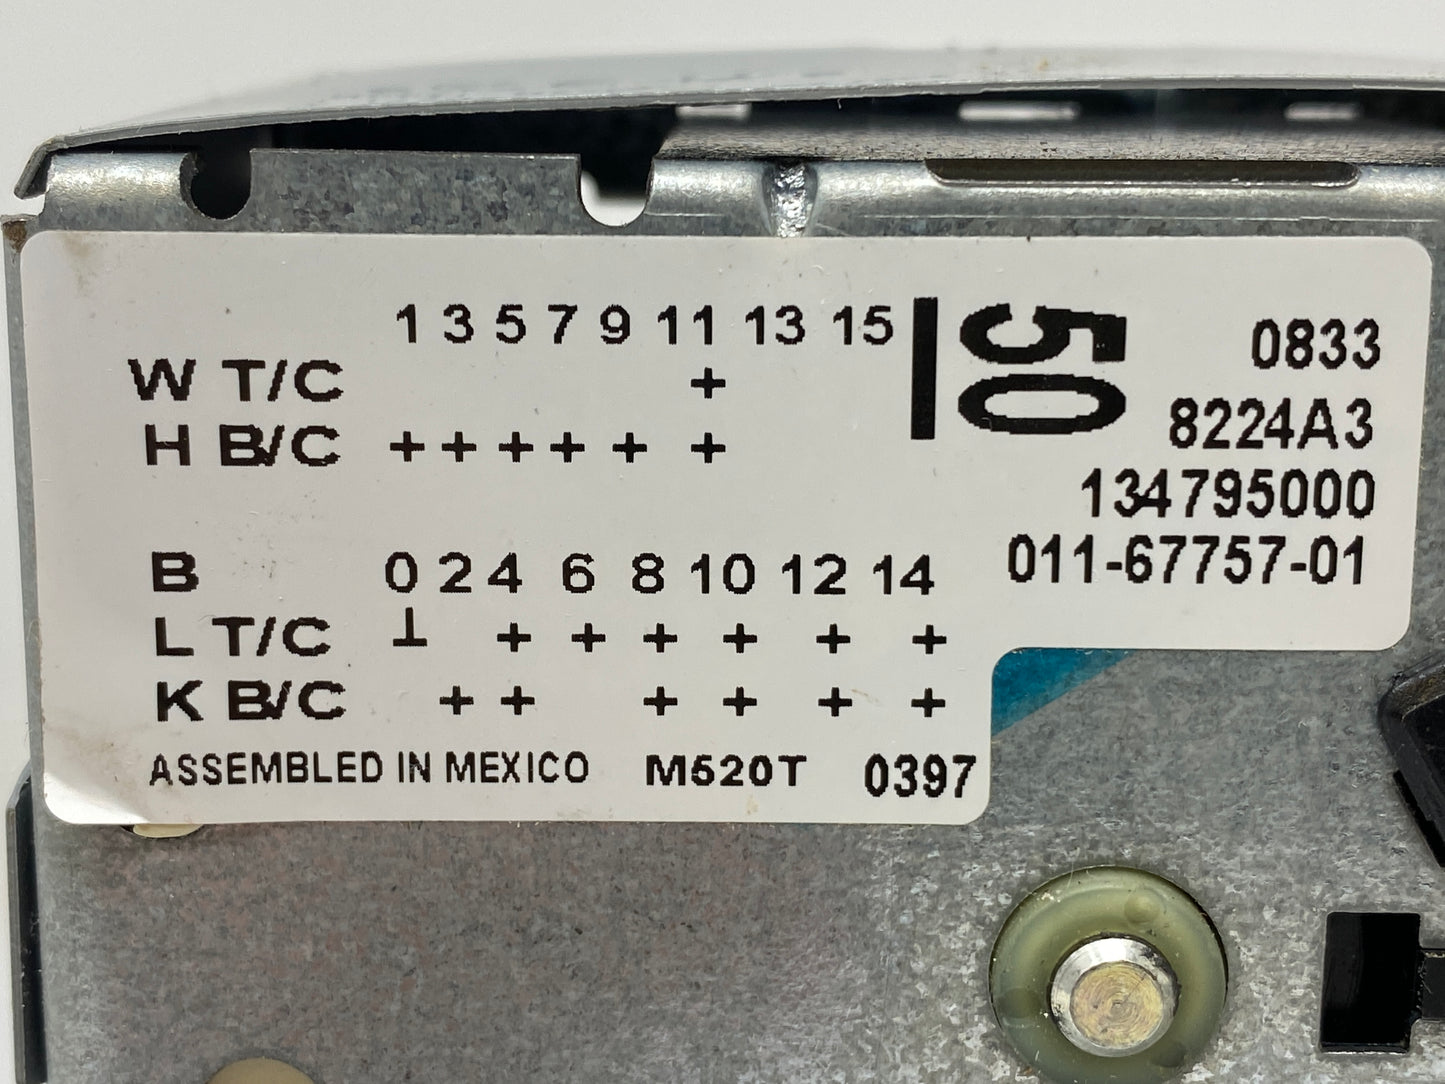 1 3 5 7 9 11 13 15
W T/C +
H B/C + + + + + +
B 0 2 4 6 8 10 12 14
L T/C ⊥ + + + + + +
K B/C + + + + + +
ASSEMBLED IN MEXICO M520T 0397
50
0833
8224A3
134795000
011-67757-01